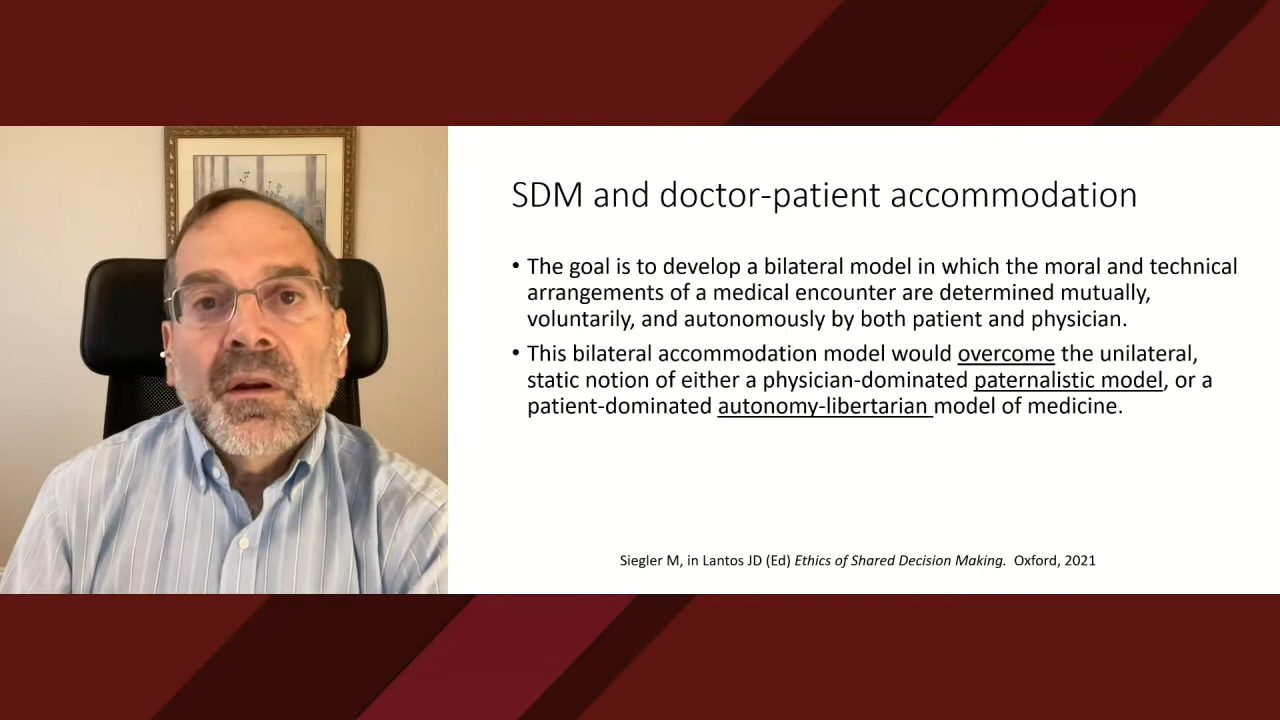 SDM and doctor-patient accommodation
• The goal is to develop a bilateral model in which the moral and technical
arrangements of a medical encounter are determined mutually,
voluntarily, and autonomously by both patient and physician.
• This bilateral accommodation model would overcome the unilateral,
static notion of either a physician-dominated paternalistic model, or a
patient-dominated autonomy-libertarian model of medicine.
Siegler M, in Lantos JD (Ed) Ethics of Shared Decision Making. Oxford, 2021